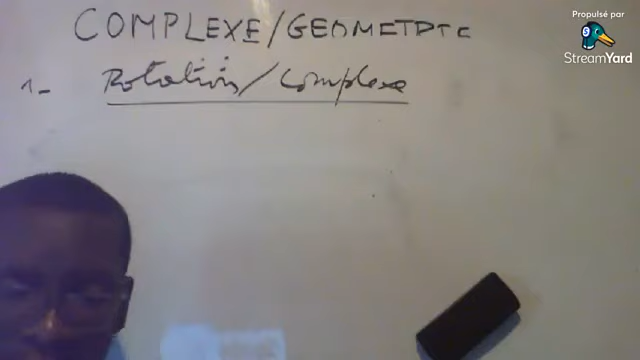 COMPLEXE/GEOMETRIE
1- Rotation/Complexe
Propulsé par
StreamYard